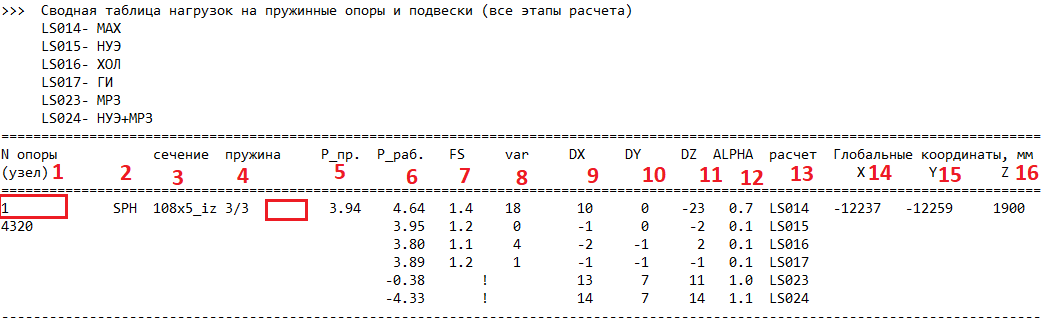 >>>  Сводная таблица нагрузок на пружинные опоры и подвески (все этапы расчета)
LS014- МАХ
LS015- НУЭ
LS016- ХОЛ
LS017- ГИ
LS023- МРЗ
LS024- НУЭ+МРЗ
N опоры сечение пружина Р_пр. Р_раб. FS var DX DY DZ ALPHA расчет Глобальные координаты, мм
(узел) 1 2 3 4 5 6 7 8 9 10 11 12 13 X 14 Y 15 Z 16
1 SPH 108x5_iz 3/3 3.94 4.64 1.4 18 10 0 -23 0.7 LS014 -12237 -12259 1900
4320 3.95 1.2 0 -1 0 -2 0.1 LS015
3.80 1.1 4 -2 -1 2 0.1 LS016
3.89 1.2 1 -1 -1 -1 0.1 LS017
-0.38 ! 13 7 11 1.0 LS023
-4.33 ! 14 7 14 1.1 LS024